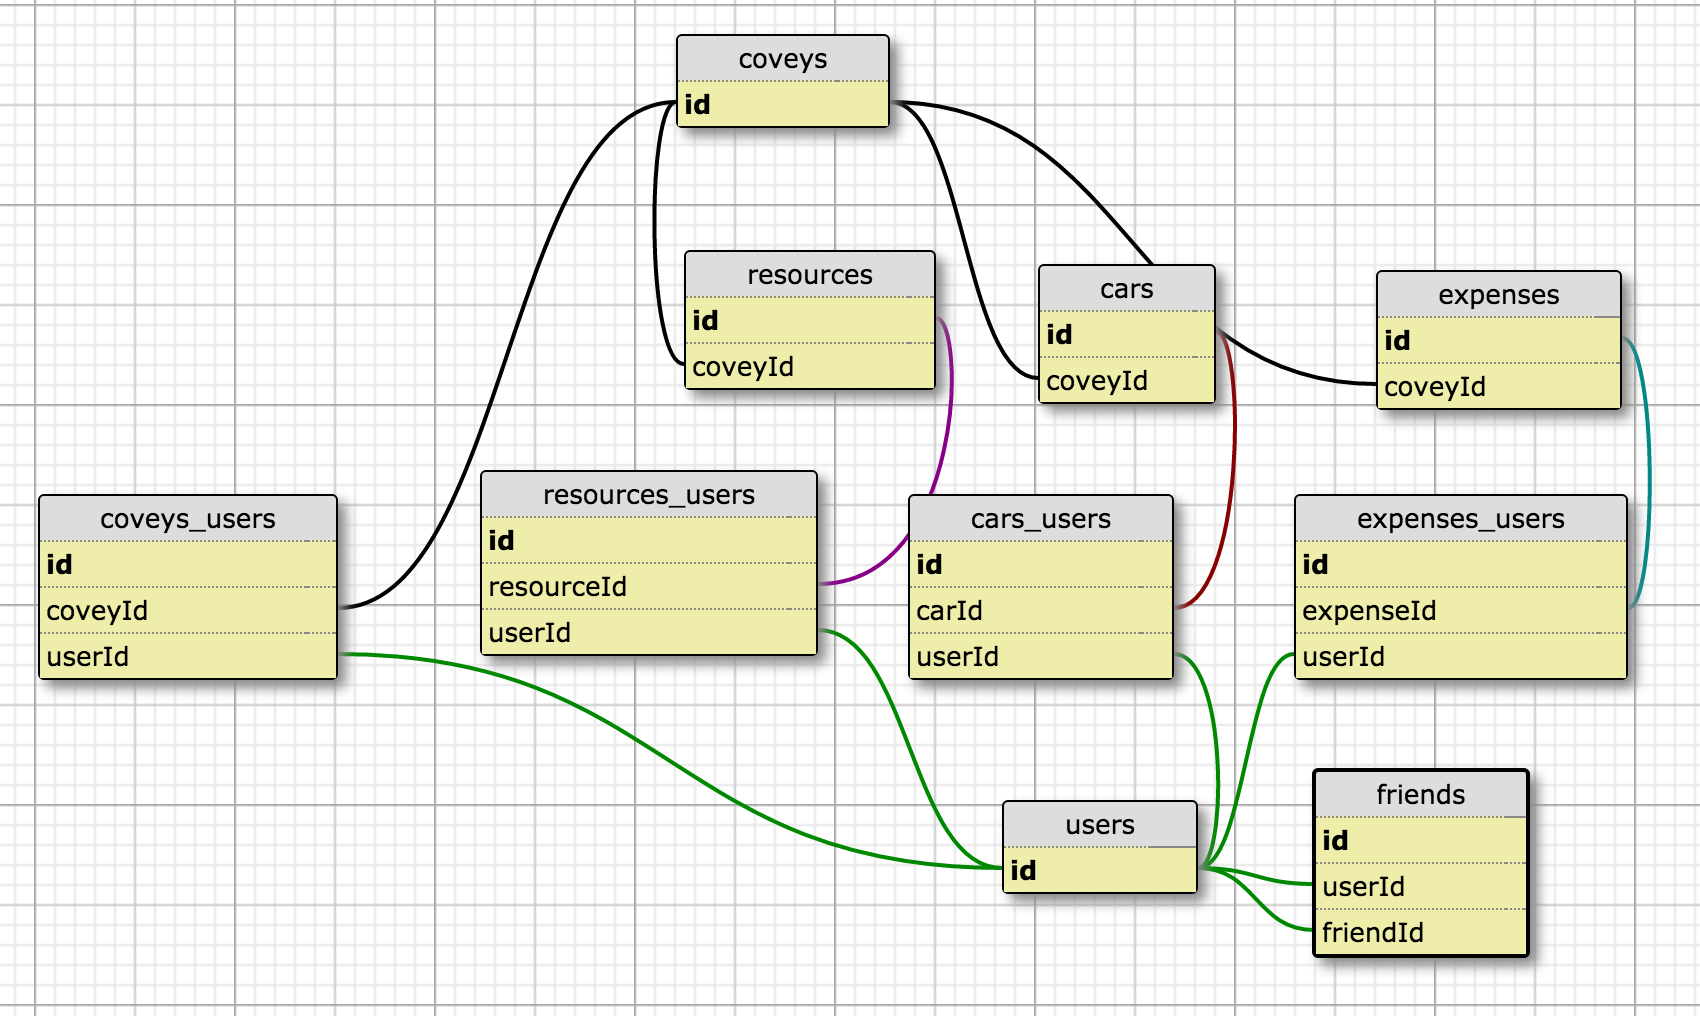 coveys
id
resources
id
coveyId
cars
id
coveyId
expenses
id
coveyId
coveys_users
id
coveyId
userId
resources_users
id
resourceId
userId
cars_users
id
carId
userId
expenses_users
id
expenseId
userId
users
id
friends
id
userId
friendId